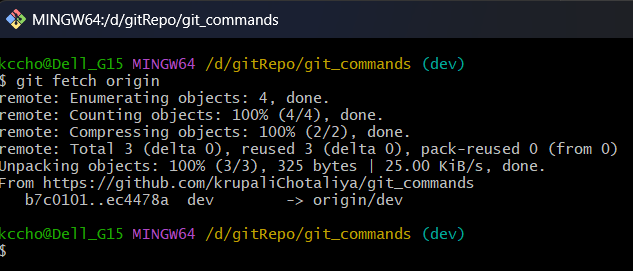 MINGW64:/d/gitRepo/git_commands
kccho@Dell_G15 MINGW64 /d/gitRepo/git_commands (dev)
$ git fetch origin
remote: Enumerating objects: 4, done.
remote: Counting objects: 100% (4/4), done.
remote: Compressing objects: 100% (2/2), done.
remote: Total 3 (delta 0), reused 3 (delta 0), pack-reused 0 (from 0)
Unpacking objects: 100% (3/3), 325 bytes | 25.00 KiB/s, done.
From https://github.com/krupaliChotaliya/git_commands
   b7c0101..ec4478a  dev        -> origin/dev
kccho@Dell_G15 MINGW64 /d/gitRepo/git_commands (dev)
$